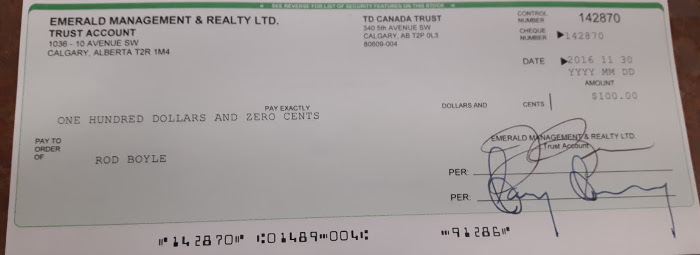 SEE REVERSE FOR LIST OF SECURITY FEATURES ON THIS STOCK
EMERALD MANAGEMENT & REALTY LTD.
TRUST ACCOUNT
1036 - 10 AVENUE SW
CALGARY, ALBERTA T2R 1M4
TD CANADA TRUST
340 5th AVENUE SW
CALGARY, AB T2P 0L3
80609-004
CONTROL NUMBER 142870
CHEQUE NUMBER ▶142870
DATE ▶2016 11 30
YYYY MM DD
AMOUNT
$100.00
PAY EXACTLY DOLLARS AND CENTS
ONE HUNDRED DOLLARS AND ZERO CENTS
PAY TO
ORDER
OF
ROD BOYLE
EMERALD MANAGEMENT & REALTY LTD.
Trust Account
PER:
PER:
⑈142870⑈ ⑆01489⑉004⑆ ⑉91286⑈